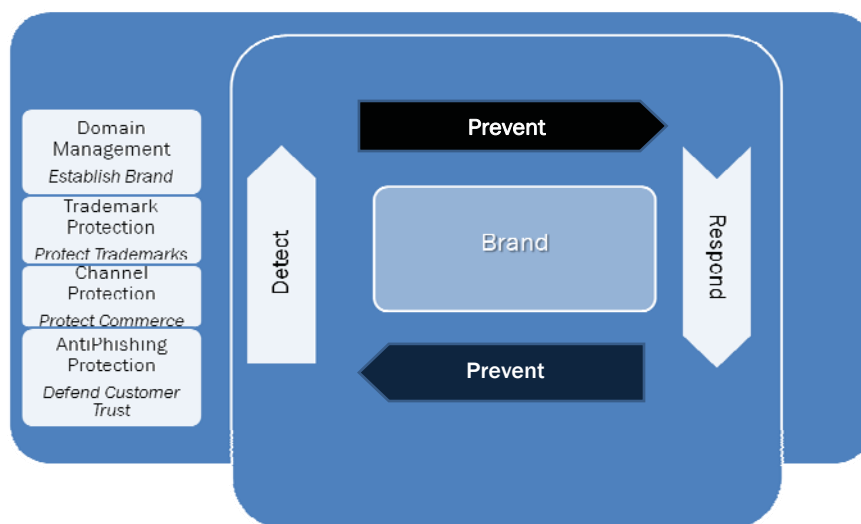 Domain
Management
Establish Brand
Trademark
Protection
Protect Trademarks
Channel
Protection
Protect Commerce
AntiPhishing
Protection
Defend Customer
Trust
Prevent
Detect
Brand
Respond
Prevent